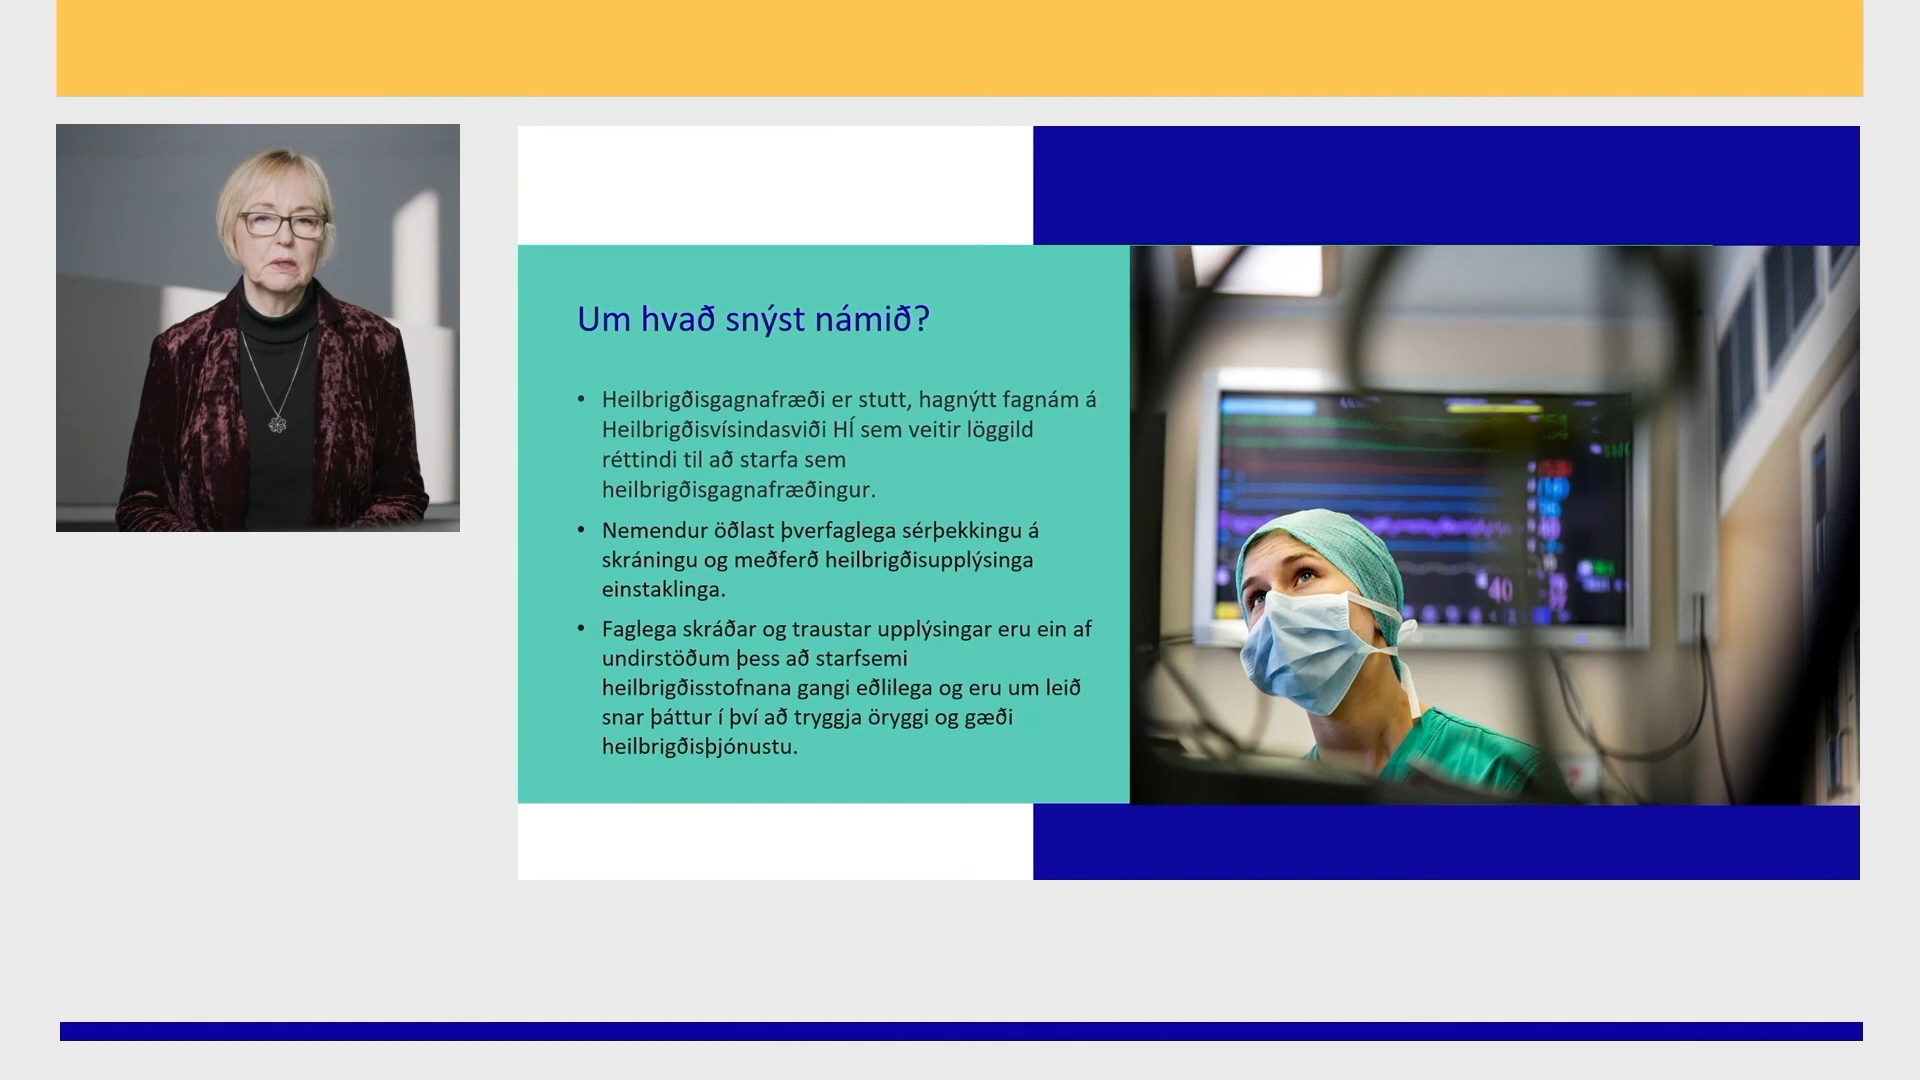 Um hvað snýst námið?
• Heilbrigðisgagnafræði er stutt, hagnýtt fagnám á
Heilbrigðisvísindasviði HÍ sem veitir löggild
réttindi til að starfa sem
heilbrigðisgagnafræðingur.
• Nemendur öðlast þverfaglega sérþekkingu á
skráningu og meðferð heilbrigðisupplýsinga
einstaklinga.
• Faglega skráðar og traustar upplýsingar eru ein af
undirstöðum þess að starfsemi
heilbrigðisstofnana gangi eðlilega og eru um leið
snar þáttur í því að tryggja öryggi og gæði
heilbrigðisþjónustu.
40